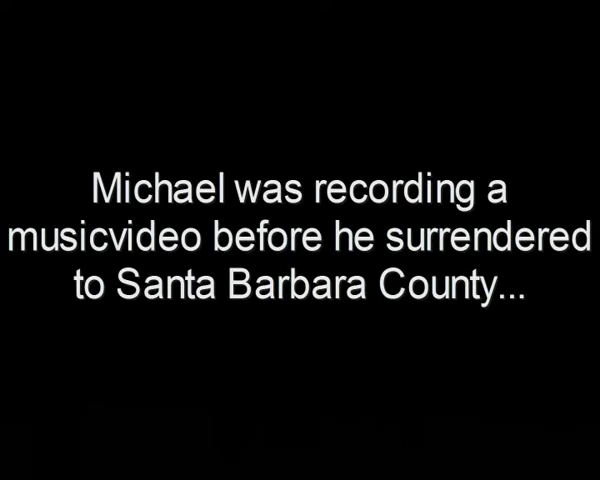 Michael was recording a
musicvideo before he surrendered
to Santa Barbara County...